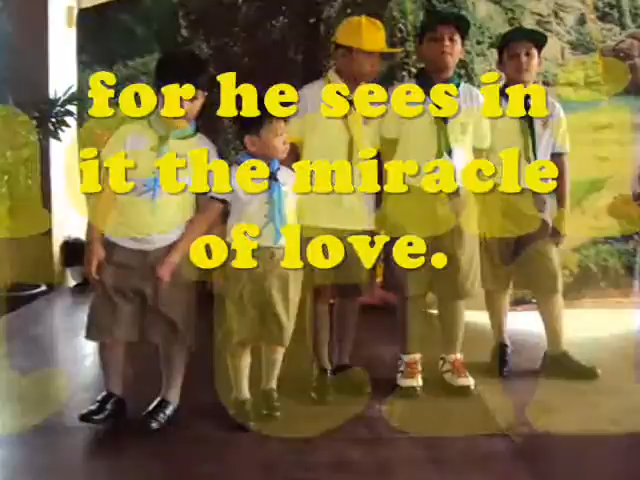 for he sees in
it the miracle
of love.